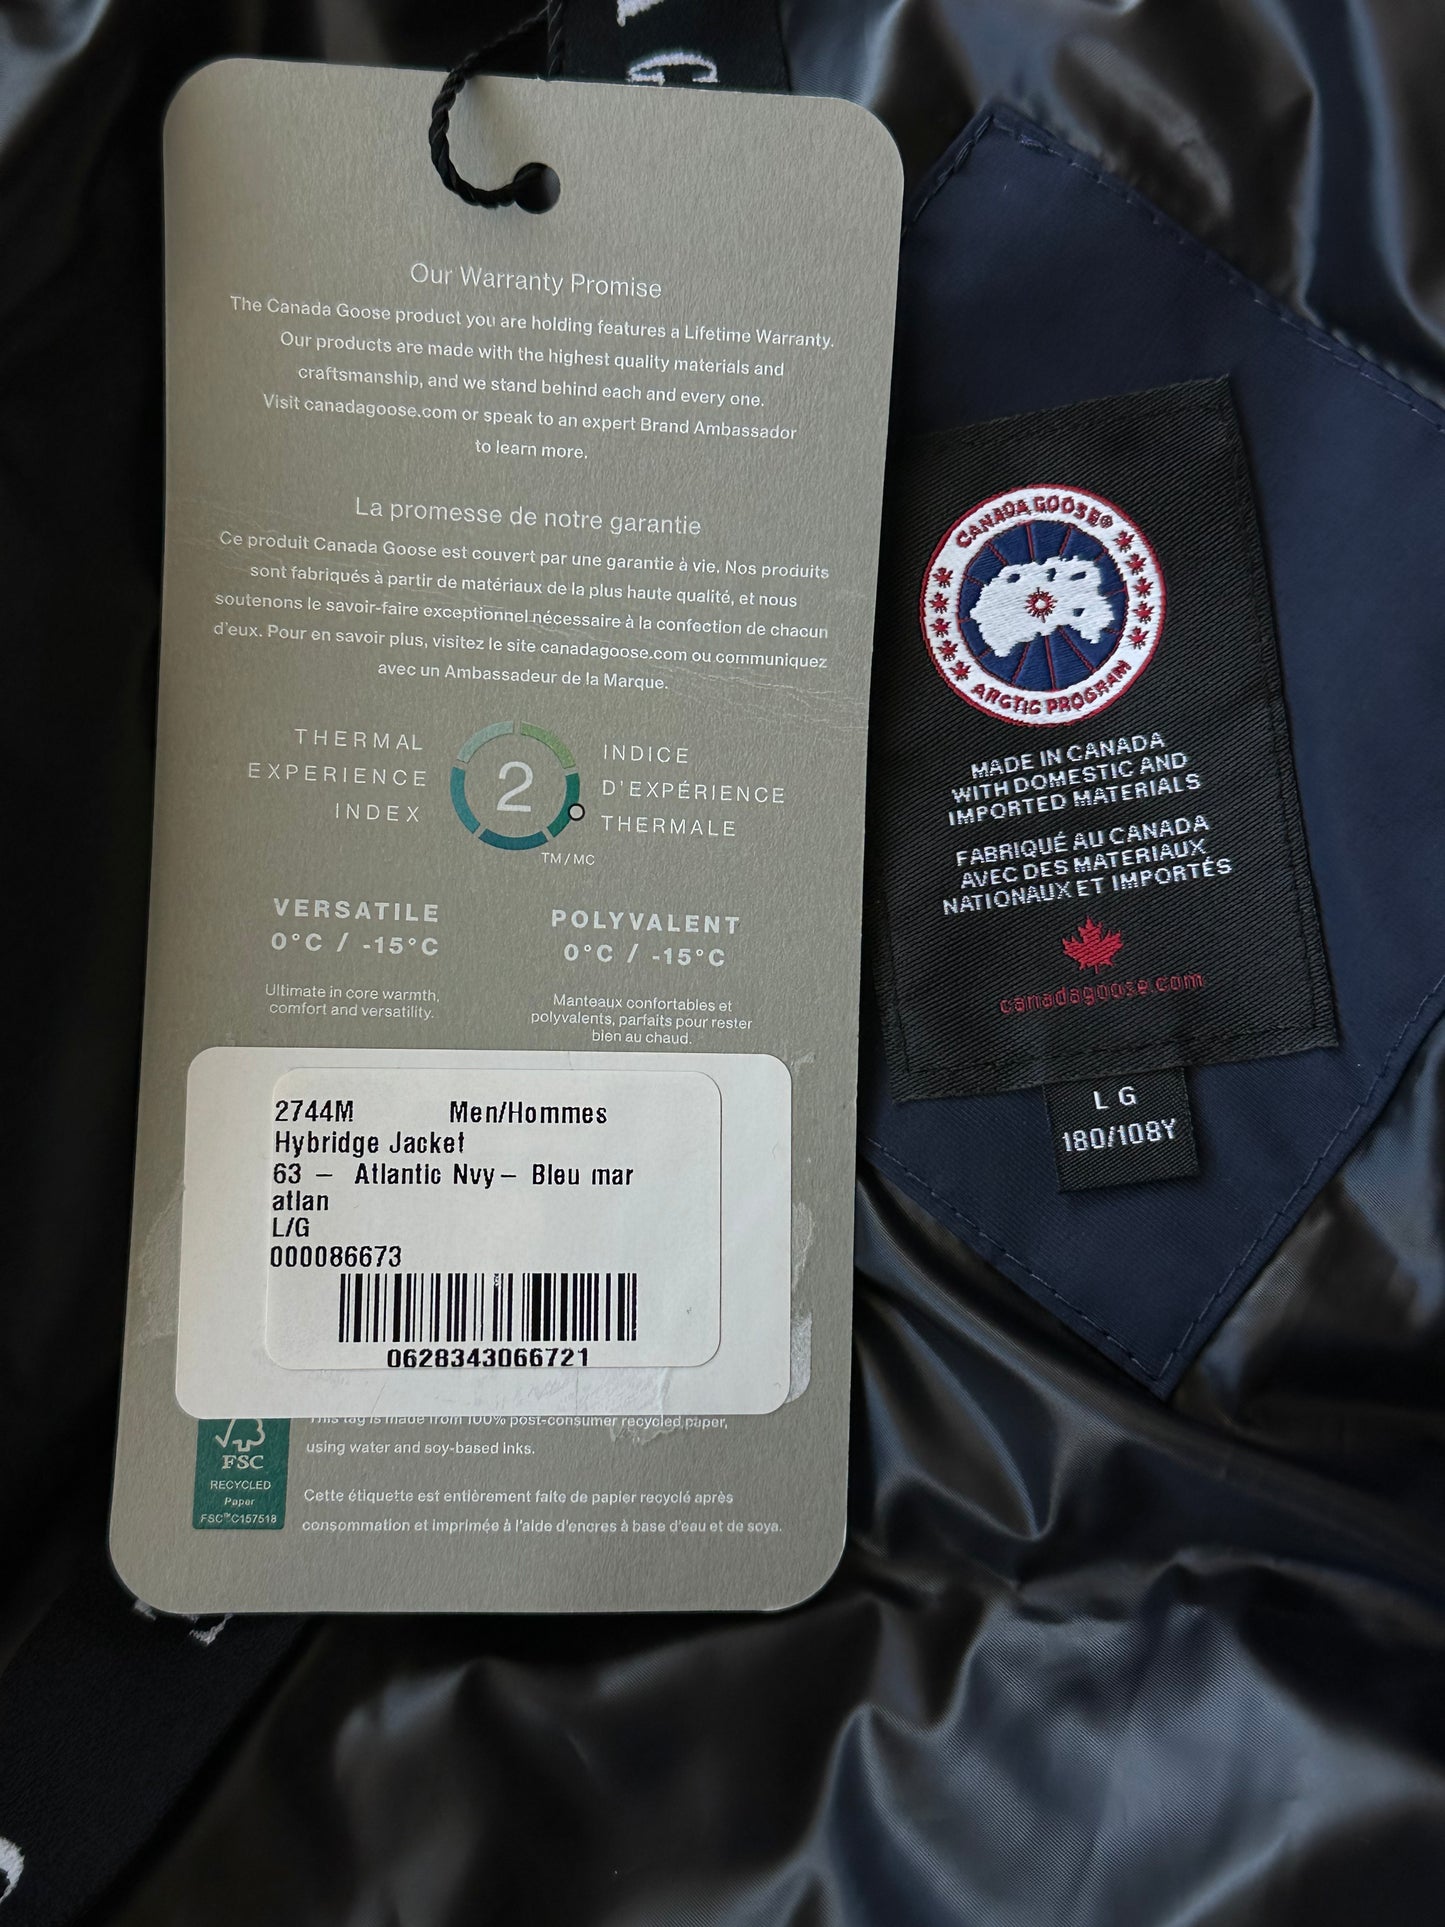 Our Warranty Promise
The Canada Goose product you are holding features a Lifetime Warranty.
Our products are made with the highest quality materials and
craftsmanship, and we stand behind each and every one.
Visit canadagoose.com or speak to an expert Brand Ambassador
to learn more.
La promesse de notre garantie
Ce produit Canada Goose est couvert par une garantie à vie. Nos produits
sont fabriqués à partir de matériaux de la plus haute qualité, et nous
soutenons le savoir-faire exceptionnel nécessaire à la confection de chacun
d'eux. Pour en savoir plus, visitez le site canadagoose.com ou communiquez
avec un Ambassadeur de la Marque.
THERMAL
EXPERIENCE
INDEX
2
TM/MC
INDICE
D'EXPÉRIENCE
THERMALE
VERSATILE
0°C / -15°C
Ultimate in core warmth,
comfort and versatility.
POLYVALENT
0°C / -15°C
Manteaux confortables et
polyvalents, parfaits pour rester
bien au chaud.
2744M Men/Hommes
Hybridge Jacket
63 – Atlantic Nvy– Bleu mar
atlan
L/G
000086673
0628343066721
FSC
RECYCLED
Paper
FSC™C157518
This tag is made from 100% post-consumer recycled paper,
using water and soy-based inks.
Cette étiquette est entièrement faite de papier recyclé après
consommation et imprimée à l'aide d'encres à base d'eau et de soya.
G
CANADA GOOSE®
ARCTIC PROGRAM
MADE IN CANADA
WITH DOMESTIC AND
IMPORTED MATERIALS
FABRIQUÉ AU CANADA
AVEC DES MATERIAUX
NATIONAUX ET IMPORTÉS
canadagoose.com
L G
180/108Y